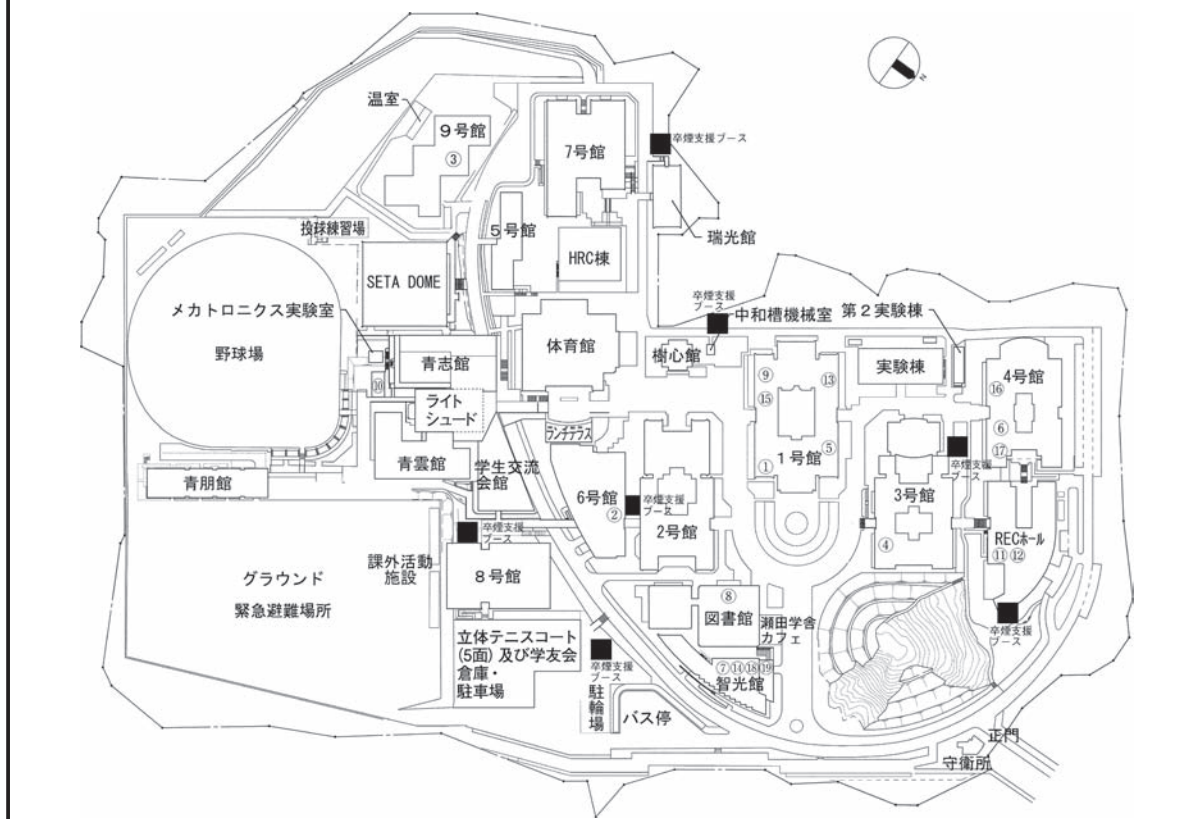 N
温室
9号館
③
7号館
卒煙支援ブース
投球練習場
5号館
瑞光館
HRC棟
SETA DOME
メカトロニクス実験室
卒煙支援
ブース
中和槽機械室
第2実験棟
野球場
体育館
樹心館
青志館
⑩
実験棟
4号館
⑨
⑬
⑮
⑯
⑥
⑰
ライト
シュード
ランチテラス
青雲館
学生交流
会館
①
⑤
1号館
卒煙支援
ブース
青朋館
6号館
②
卒煙支援
ブース
2号館
3号館
④
RECホール
⑪⑫
卒煙支援
ブース
課外活動
施設
8号館
グラウンド
緊急避難場所
⑧
図書館
瀬田学舎
カフェ
卒煙支援
ブース
立体テニスコート
(5面)及び学友会
倉庫・
駐車場
卒煙支援
ブース
⑦⑭⑱⑲
智光館
駐輪場
バス停
正門
守衛所